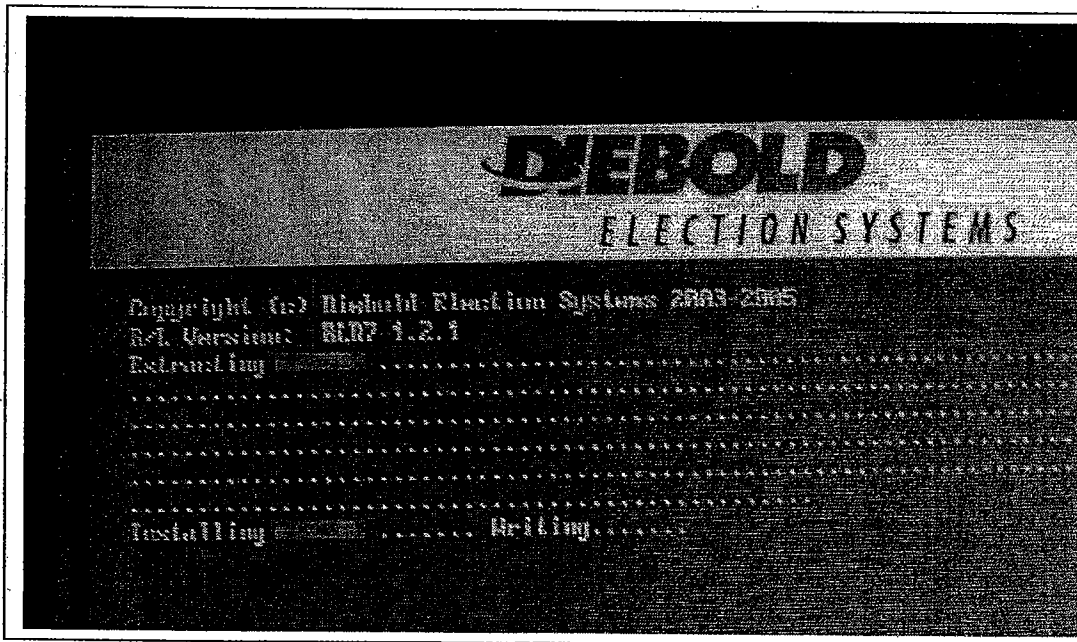 DIEBOLD®
ELECTION SYSTEMS
Copyright (c) Diebold Election Systems 2003-2005
B/L Version: BLR7 1.2.1
Extracting ................................................................
................................................................
................................................................
................................................................
................................................................
................................................................
Installing ....... Writing.......